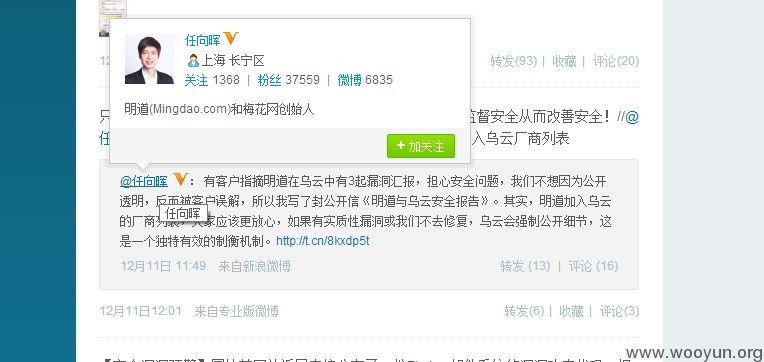 12
转发(93) | 收藏 | 评论(20)
任向晖
上海 长宁区
关注 1368 | 粉丝 37559 | 微博 6835
明道(Mingdao.com)和梅花网创始人
+ 加关注
只
监督安全从而改善安全！//@
任
入乌云厂商列表
@任向晖 ：有客户指摘明道在乌云中有3起漏洞汇报，担心安全问题，我们不想因为公开
透明，反而被客户误解，所以我写了封公开信《明道与乌云安全报告》。其实，明道加入乌云
的厂商列表，大家应该更放心，如果有实质性漏洞或我们不去修复，乌云会强制公开细节，这
任向晖
是一个独特有效的制衡机制。http://t.cn/8kxdp5t
12月11日 11:49 来自新浪微博
转发 (13) | 评论 (16)
12月11日12:01 来自专业版微博
转发(6) | 收藏 | 评论(3)
www.wooyun.org